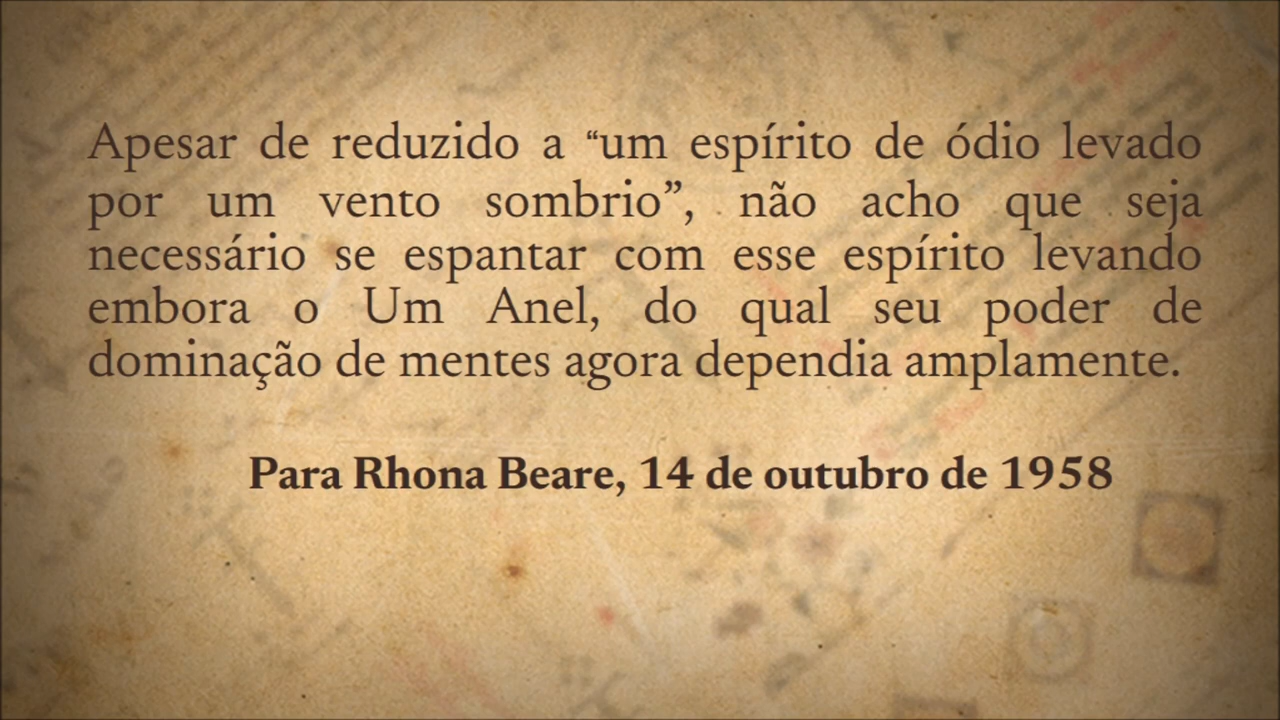 Apesar de reduzido a “um espírito de ódio levado
por um vento sombrio”, não acho que seja
necessário se espantar com esse espírito levando
embora o Um Anel, do qual seu poder de
dominação de mentes agora dependia amplamente.
Para Rhona Beare, 14 de outubro de 1958